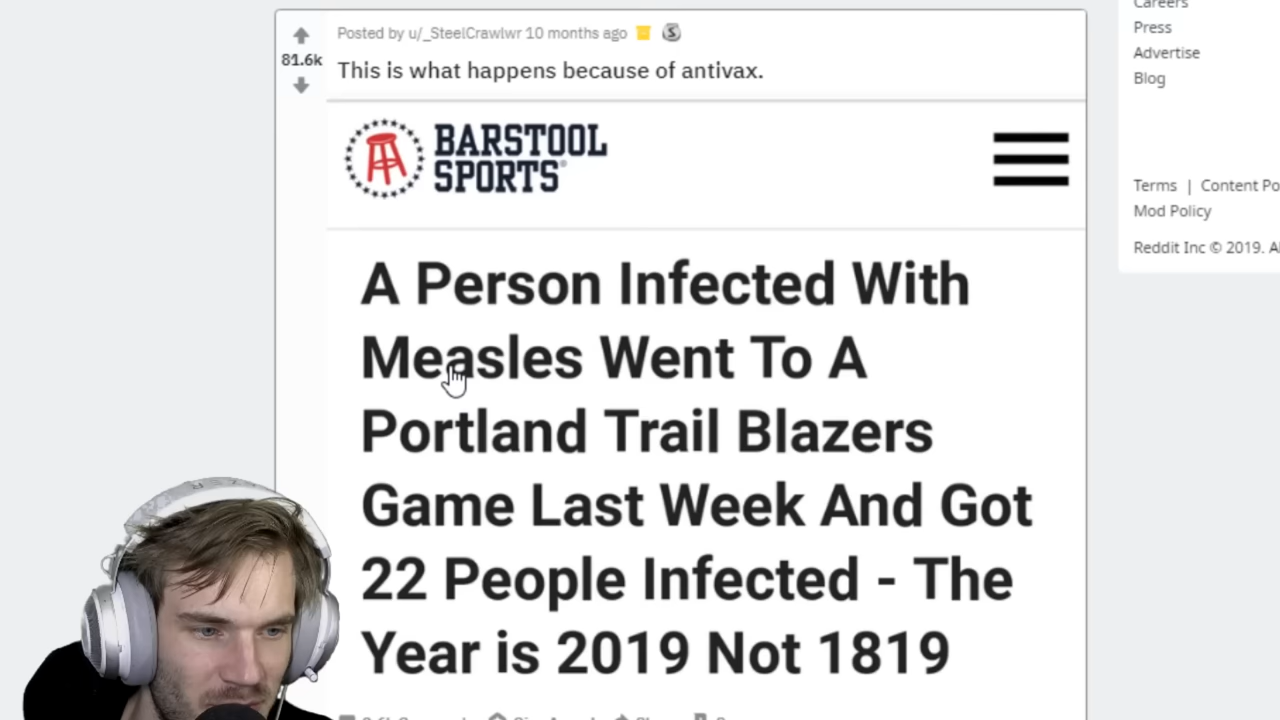 Careers
Posted by u/_SteelCrawlwr 10 months ago
Press
81.6k
This is what happens because of antivax.
Advertise
Blog
BARSTOOL
SPORTS®
A Person Infected With
Measles Went To A
Portland Trail Blazers
Game Last Week And Got
22 People Infected - The
Year is 2019 Not 1819
Terms | Content Po
Mod Policy
Reddit Inc © 2019. A